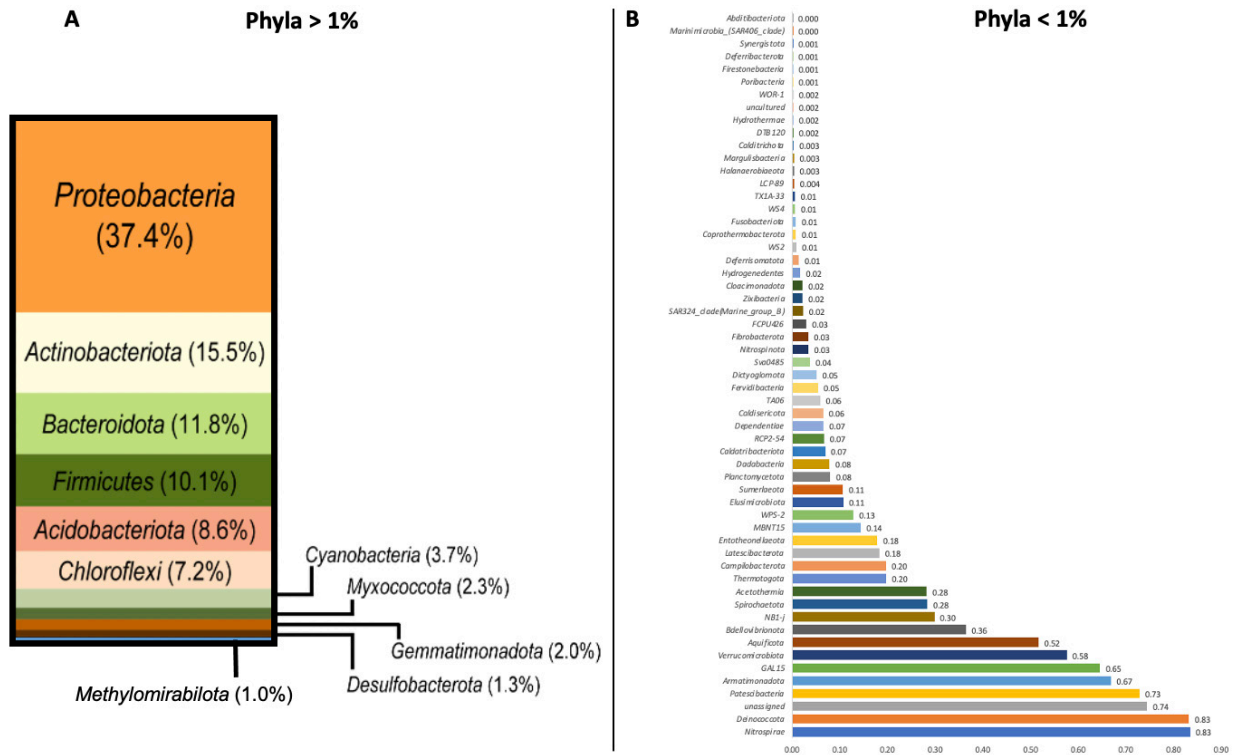 A
Phyla > 1%
Proteobacteria
(37.4%)
Actinobacteriota (15.5%)
Bacteroidota (11.8%)
Firmicutes (10.1%)
Acidobacteriota (8.6%)
Chloroflexi (7.2%)
Cyanobacteria (3.7%)
Myxococcota (2.3%)
Gemmatimonadota (2.0%)
Desulfobacterota (1.3%)
Methylomirabilota (1.0%)
B
Phyla < 1%
Abditibacteriota 0.000
Marinimicrobia_(SAR406_clade) 0.000
Synergistota 0.001
Deferribacterota 0.001
Firestonebacteria 0.001
Poribacteria 0.001
WOR-1 0.002
uncultured 0.002
Hydrothermae 0.002
DTB120 0.002
Calditrichota 0.003
Margulisbacteria 0.003
Halanaerobiaeota 0.003
LCP-89 0.004
TX1A-33 0.01
WS4 0.01
Fusobacteriota 0.01
Coprothermobacterota 0.01
WS2 0.01
Deferrisomatota 0.01
Hydrogenedentes 0.02
Cloacimonadota 0.02
Zixibacteria 0.02
SAR324_clade(Marine_group_B) 0.02
FCPU426 0.03
Fibrobacterota 0.03
Nitrospinota 0.03
Sva0485 0.04
Dictyoglomota 0.05
Fervidibacteria 0.05
TA06 0.06
Caldisericota 0.06
Dependentiae 0.07
RCP2-54 0.07
Caldatribacteriota 0.07
Dadabacteria 0.08
Planctomycetota 0.08
Sumerlaeota 0.11
Elusimicrobiota 0.11
WPS-2 0.13
MBNT15 0.14
Entotheonellaeota 0.18
Latescibacterota 0.18
Campilobacterota 0.20
Thermotogota 0.20
Acetothermia 0.28
Spirochaetota 0.28
NB1-j 0.30
Bdellovibrionota 0.36
Aquificota 0.52
Verrucomicrobiota 0.58
GAL15 0.65
Armatimonadota 0.67
Patescibacteria 0.73
unassigned 0.74
Deinococcota 0.83
Nitrospirae 0.83
0.00 0.10 0.20 0.30 0.40 0.50 0.60 0.70 0.80 0.90